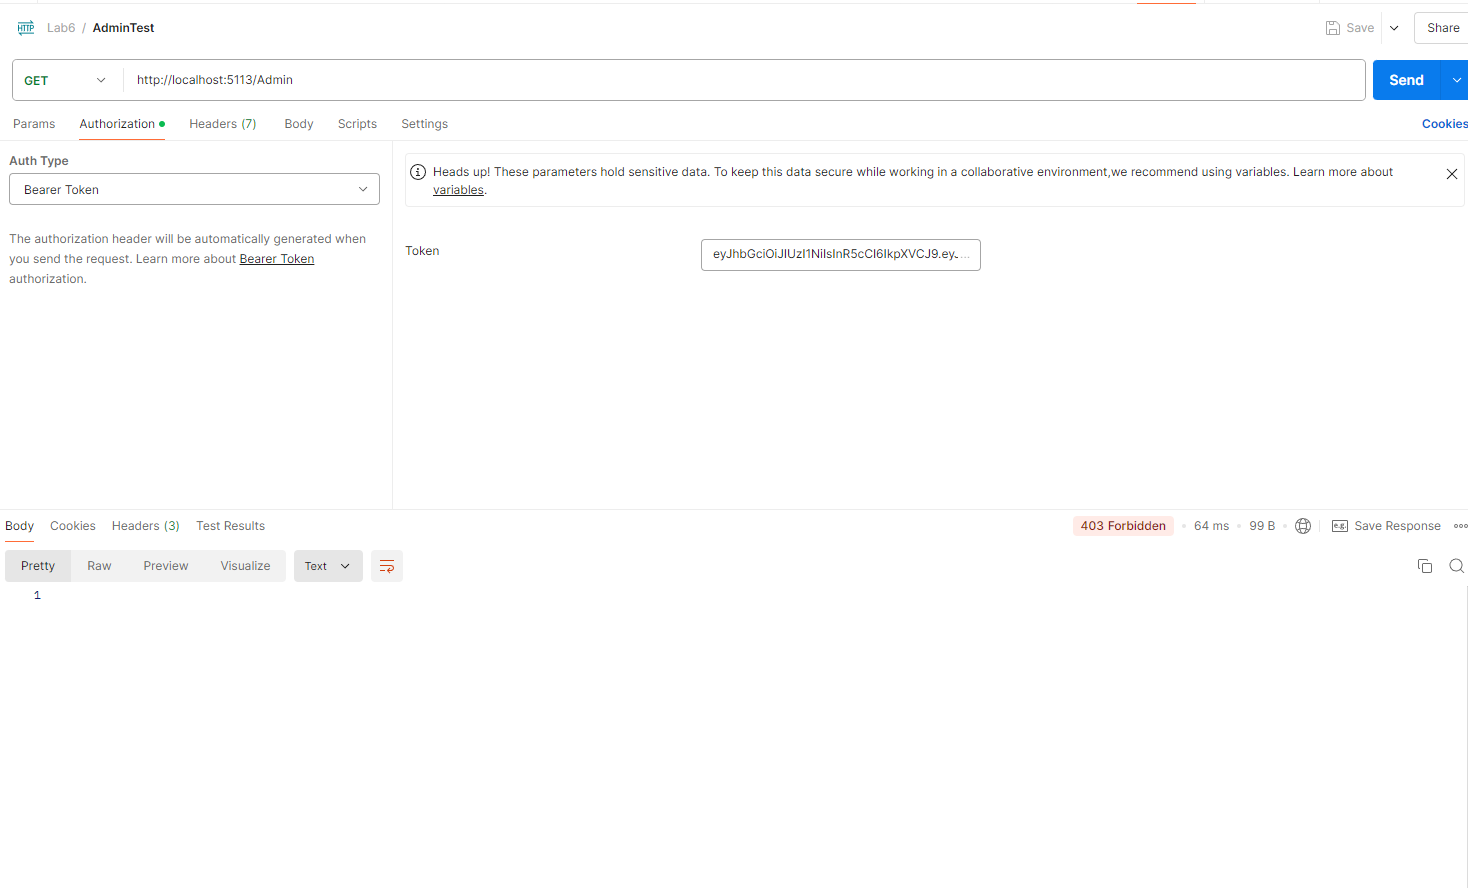 HTTP Lab6 / AdminTest Save Share
GET http://localhost:5113/Admin Send
Params Authorization Headers (7) Body Scripts Settings Cookies
Auth Type
Bearer Token
The authorization header will be automatically generated when
you send the request. Learn more about Bearer Token
authorization.
Heads up! These parameters hold sensitive data. To keep this data secure while working in a collaborative environment,we recommend using variables. Learn more about
variables.
Token eyJhbGciOiJIUzI1NiIsInR5cCI6IkpXVCJ9.eyJ...
Body Cookies Headers (3) Test Results 403 Forbidden 64 ms 99 B e.g. Save Response
Pretty Raw Preview Visualize Text
1